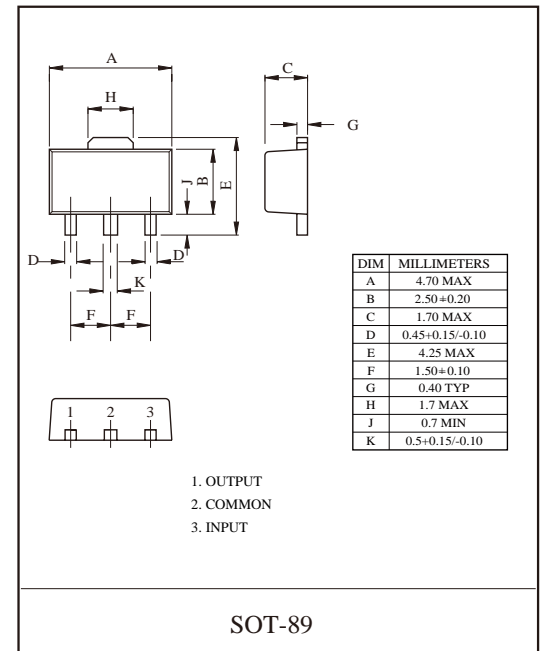 A
H
C
G
J
B
E
D
D
K
F
F
DIM MILLIMETERS
A 4.70 MAX
B 2.50±0.20
C 1.70 MAX
D 0.45+0.15/-0.10
E 4.25 MAX
F 1.50±0.10
G 0.40 TYP
H 1.7 MAX
J 0.7 MIN
K 0.5+0.15/-0.10
1 2 3
1. OUTPUT
2. COMMON
3. INPUT
SOT-89